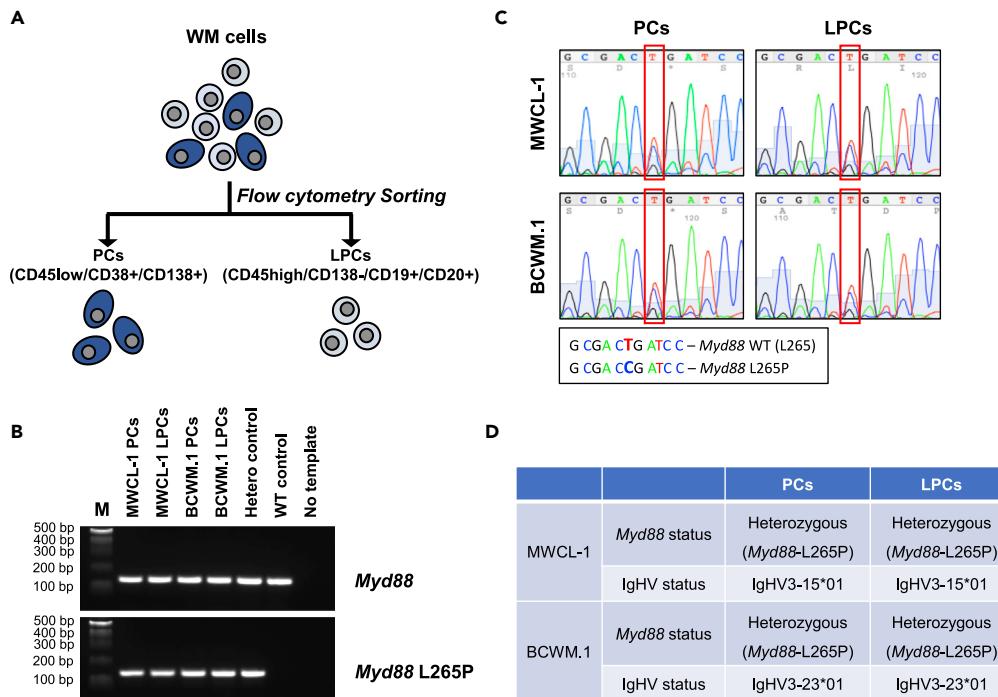 A
WM cells
Flow cytometry Sorting
PCs
(CD45low/CD38+/CD138+)
LPCs
(CD45high/CD138-/CD19+/CD20+)
B
M
MWCL-1 PCs
MWCL-1 LPCs
BCWM.1 PCs
BCWM.1 LPCs
Hetero control
WT control
No template
500 bp
400 bp
300 bp
200 bp
100 bp
Myd88
500 bp
400 bp
300 bp
200 bp
100 bp
Myd88 L265P
C
PCs
LPCs
MWCL-1
G C G A C T G A T C C
S D * S
110
G C G A C T G A T C C
R L I
120
BCWM.1
G C G A C T G A T C C
S D * S
120
G C G A C T G A T C C
A T D P
110
G CGA CTG ATC C – Myd88 WT (L265)
G CGA CCG ATC C – Myd88 L265P
D
PCs LPCs
MWCL-1
Myd88 status
Heterozygous
(Myd88-L265P)
Heterozygous
(Myd88-L265P)
IgHV status IgHV3-15*01 IgHV3-15*01
BCWM.1
Myd88 status
Heterozygous
(Myd88-L265P)
Heterozygous
(Myd88-L265P)
IgHV status IgHV3-23*01 IgHV3-23*01